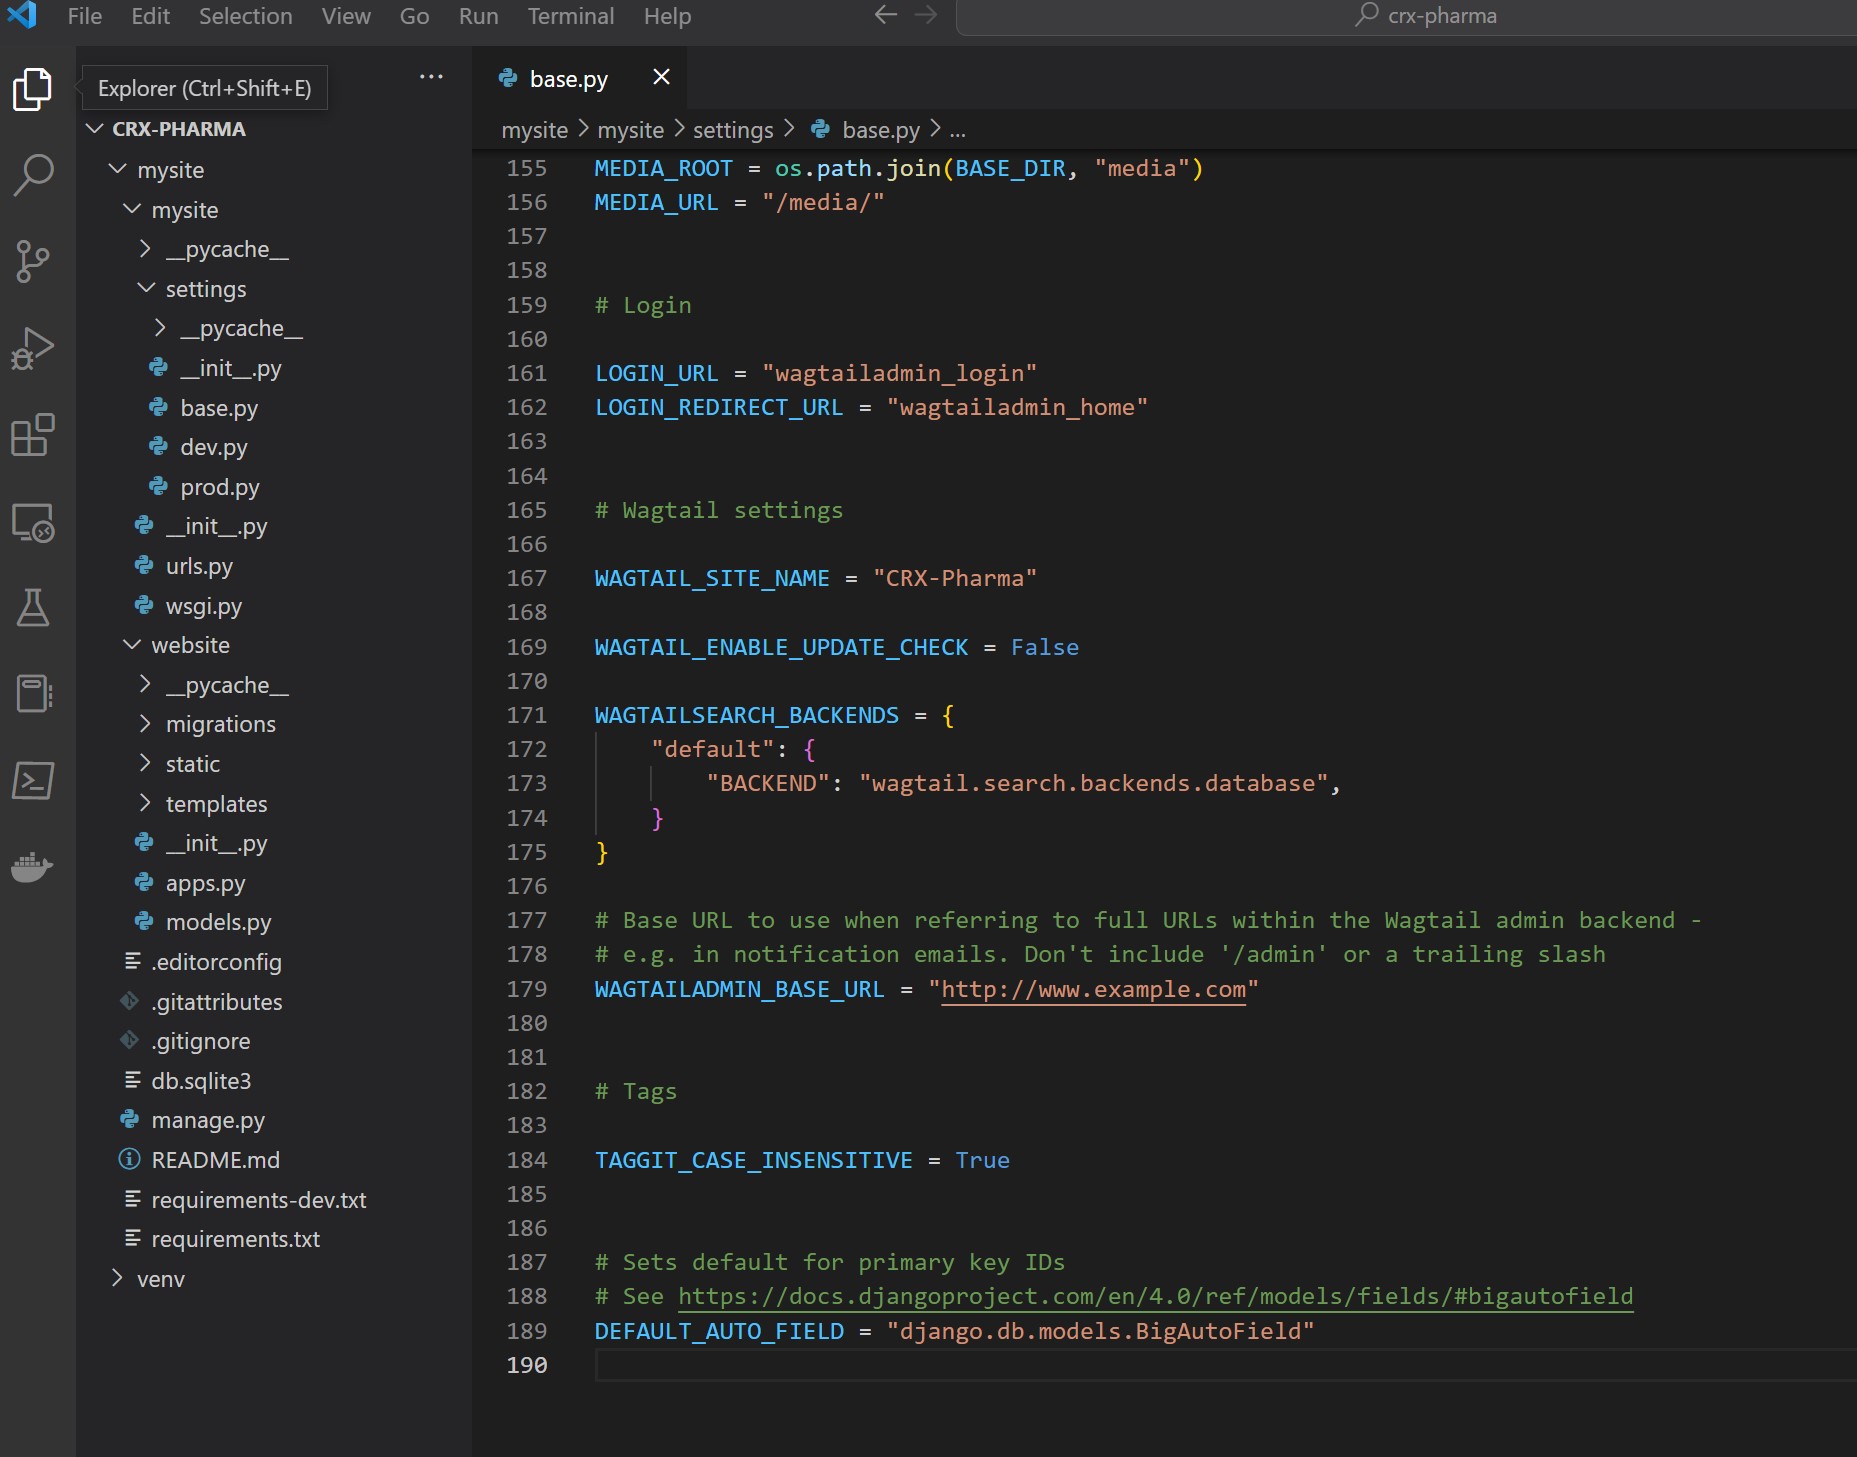 File Edit Selection View Go Run Terminal Help
crx-pharma
Explorer (Ctrl+Shift+E)
...
CRX-PHARMA
mysite
mysite
__pycache__
settings
__pycache__
__init__.py
base.py
dev.py
prod.py
__init__.py
urls.py
wsgi.py
website
__pycache__
migrations
static
templates
__init__.py
apps.py
models.py
.editorconfig
.gitattributes
.gitignore
db.sqlite3
manage.py
README.md
requirements-dev.txt
requirements.txt
venv
base.py
mysite > mysite > settings > base.py > ...
155 MEDIA_ROOT = os.path.join(BASE_DIR, "media")
156 MEDIA_URL = "/media/"
157
158
159 # Login
160
161 LOGIN_URL = "wagtailadmin_login"
162 LOGIN_REDIRECT_URL = "wagtailadmin_home"
163
164
165 # Wagtail settings
166
167 WAGTAIL_SITE_NAME = "CRX-Pharma"
168
169 WAGTAIL_ENABLE_UPDATE_CHECK = False
170
171 WAGTAILSEARCH_BACKENDS = {
172     "default": {
173         "BACKEND": "wagtail.search.backends.database",
174     }
175 }
176
177 # Base URL to use when referring to full URLs within the Wagtail admin backend -
178 # e.g. in notification emails. Don't include '/admin' or a trailing slash
179 WAGTAILADMIN_BASE_URL = "http://www.example.com"
180
181
182 # Tags
183
184 TAGGIT_CASE_INSENSITIVE = True
185
186
187 # Sets default for primary key IDs
188 # See https://docs.djangoproject.com/en/4.0/ref/models/fields/#bigautofield
189 DEFAULT_AUTO_FIELD = "django.db.models.BigAutoField"
190